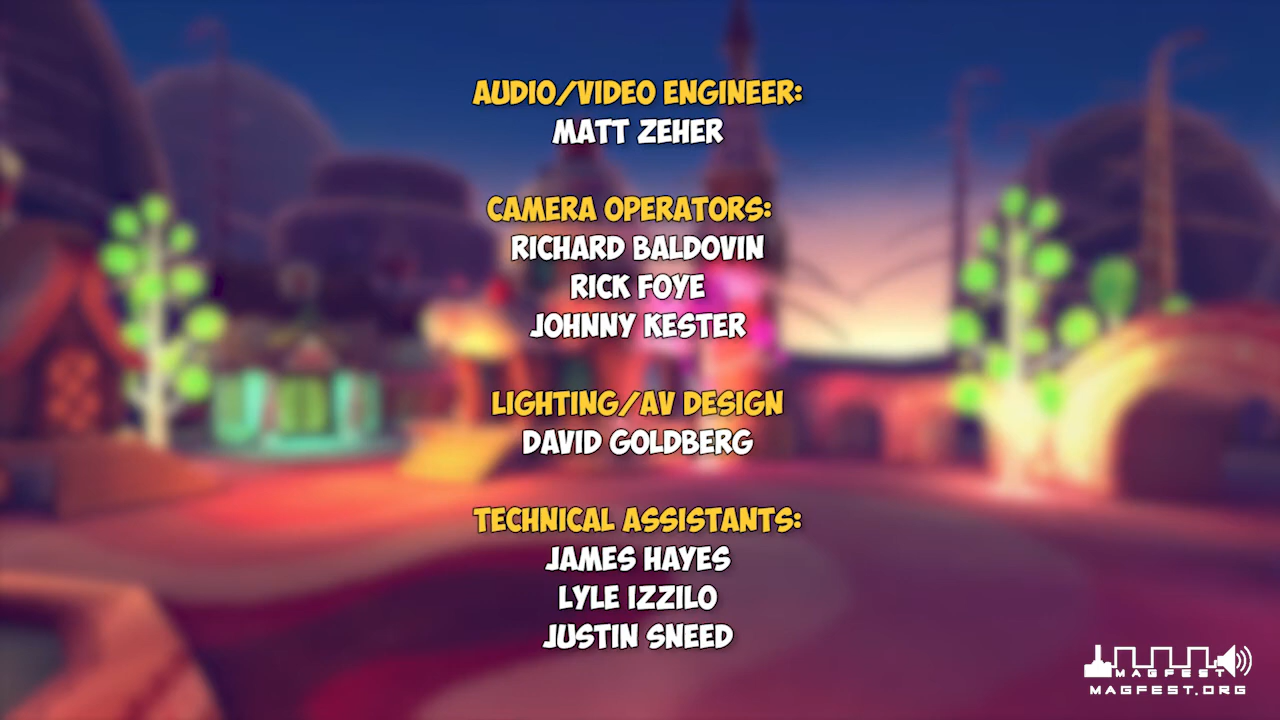 AUDIO/VIDEO ENGINEER:
MATT ZEHER
CAMERA OPERATORS:
RICHARD BALDOVIN
RICK FOYE
JOHNNY KESTER
LIGHTING/AV DESIGN
DAVID GOLDBERG
TECHNICAL ASSISTANTS:
JAMES HAYES
LYLE IZZILO
JUSTIN SNEED
MAGFEST
MAGFEST.ORG